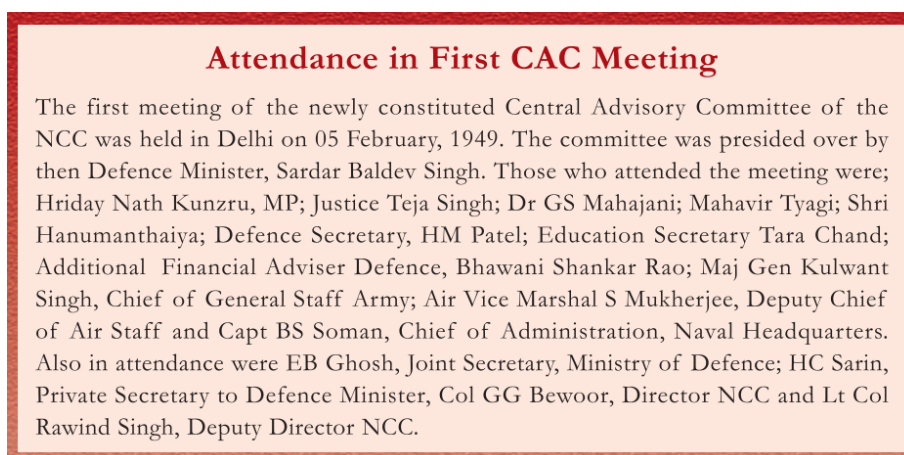 Attendance in First CAC Meeting
The first meeting of the newly constituted Central Advisory Committee of the
NCC was held in Delhi on 05 February, 1949. The committee was presided over by
then Defence Minister, Sardar Baldev Singh. Those who attended the meeting were;
Hriday Nath Kunzru, MP; Justice Teja Singh; Dr GS Mahajani; Mahavir Tyagi; Shri
Hanumanthaiya; Defence Secretary, HM Patel; Education Secretary Tara Chand;
Additional Financial Adviser Defence, Bhawani Shankar Rao; Maj Gen Kulwant
Singh, Chief of General Staff Army; Air Vice Marshal S Mukherjee, Deputy Chief
of Air Staff and Capt BS Soman, Chief of Administration, Naval Headquarters.
Also in attendance were EB Ghosh, Joint Secretary, Ministry of Defence; HC Sarin,
Private Secretary to Defence Minister, Col GG Bewoor, Director NCC and Lt Col
Rawind Singh, Deputy Director NCC.